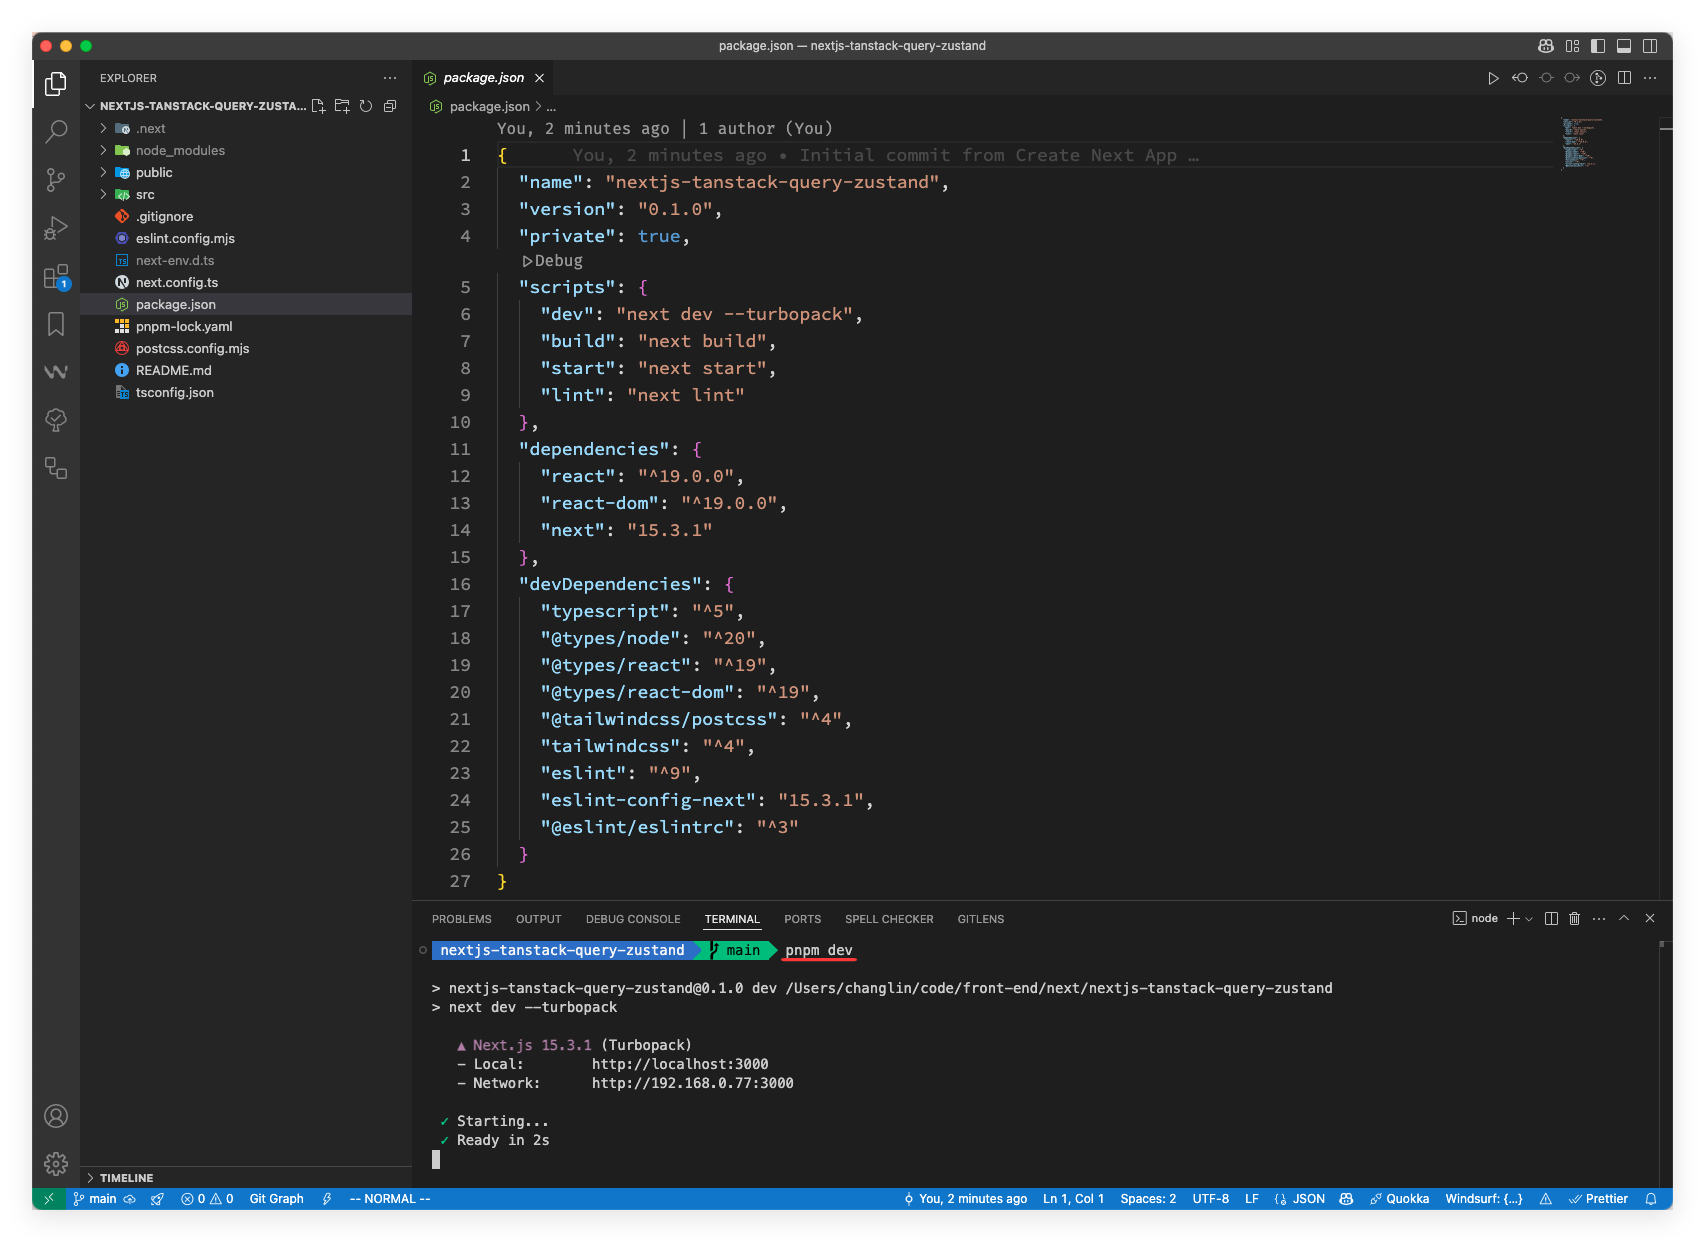 package.json — nextjs-tanstack-query-zustand
EXPLORER
NEXTJS-TANSTACK-QUERY-ZUSTA...
.next
node_modules
public
src
.gitignore
eslint.config.mjs
next-env.d.ts
next.config.ts
package.json
pnpm-lock.yaml
postcss.config.mjs
README.md
tsconfig.json
TIMELINE
1
package.json
package.json > ...
You, 2 minutes ago | 1 author (You)
1 { You, 2 minutes ago • Initial commit from Create Next App …
2 "name": "nextjs-tanstack-query-zustand",
3 "version": "0.1.0",
4 "private": true,
Debug
5 "scripts": {
6 "dev": "next dev --turbopack",
7 "build": "next build",
8 "start": "next start",
9 "lint": "next lint"
10 },
11 "dependencies": {
12 "react": "^19.0.0",
13 "react-dom": "^19.0.0",
14 "next": "15.3.1"
15 },
16 "devDependencies": {
17 "typescript": "^5",
18 "@types/node": "^20",
19 "@types/react": "^19",
20 "@types/react-dom": "^19",
21 "@tailwindcss/postcss": "^4",
22 "tailwindcss": "^4",
23 "eslint": "^9",
24 "eslint-config-next": "15.3.1",
25 "@eslint/eslintrc": "^3"
26 }
27 }
PROBLEMS OUTPUT DEBUG CONSOLE TERMINAL PORTS SPELL CHECKER GITLENS
node
nextjs-tanstack-query-zustand main pnpm dev
> nextjs-tanstack-query-zustand@0.1.0 dev /Users/changlin/code/front-end/next/nextjs-tanstack-query-zustand
> next dev --turbopack
▲ Next.js 15.3.1 (Turbopack)
- Local: http://localhost:3000
- Network: http://192.168.0.77:3000
✓ Starting...
✓ Ready in 2s
main 0 0 Git Graph -- NORMAL -- You, 2 minutes ago Ln 1, Col 1 Spaces: 2 UTF-8 LF JSON Quokka Windsurf: {...} Prettier